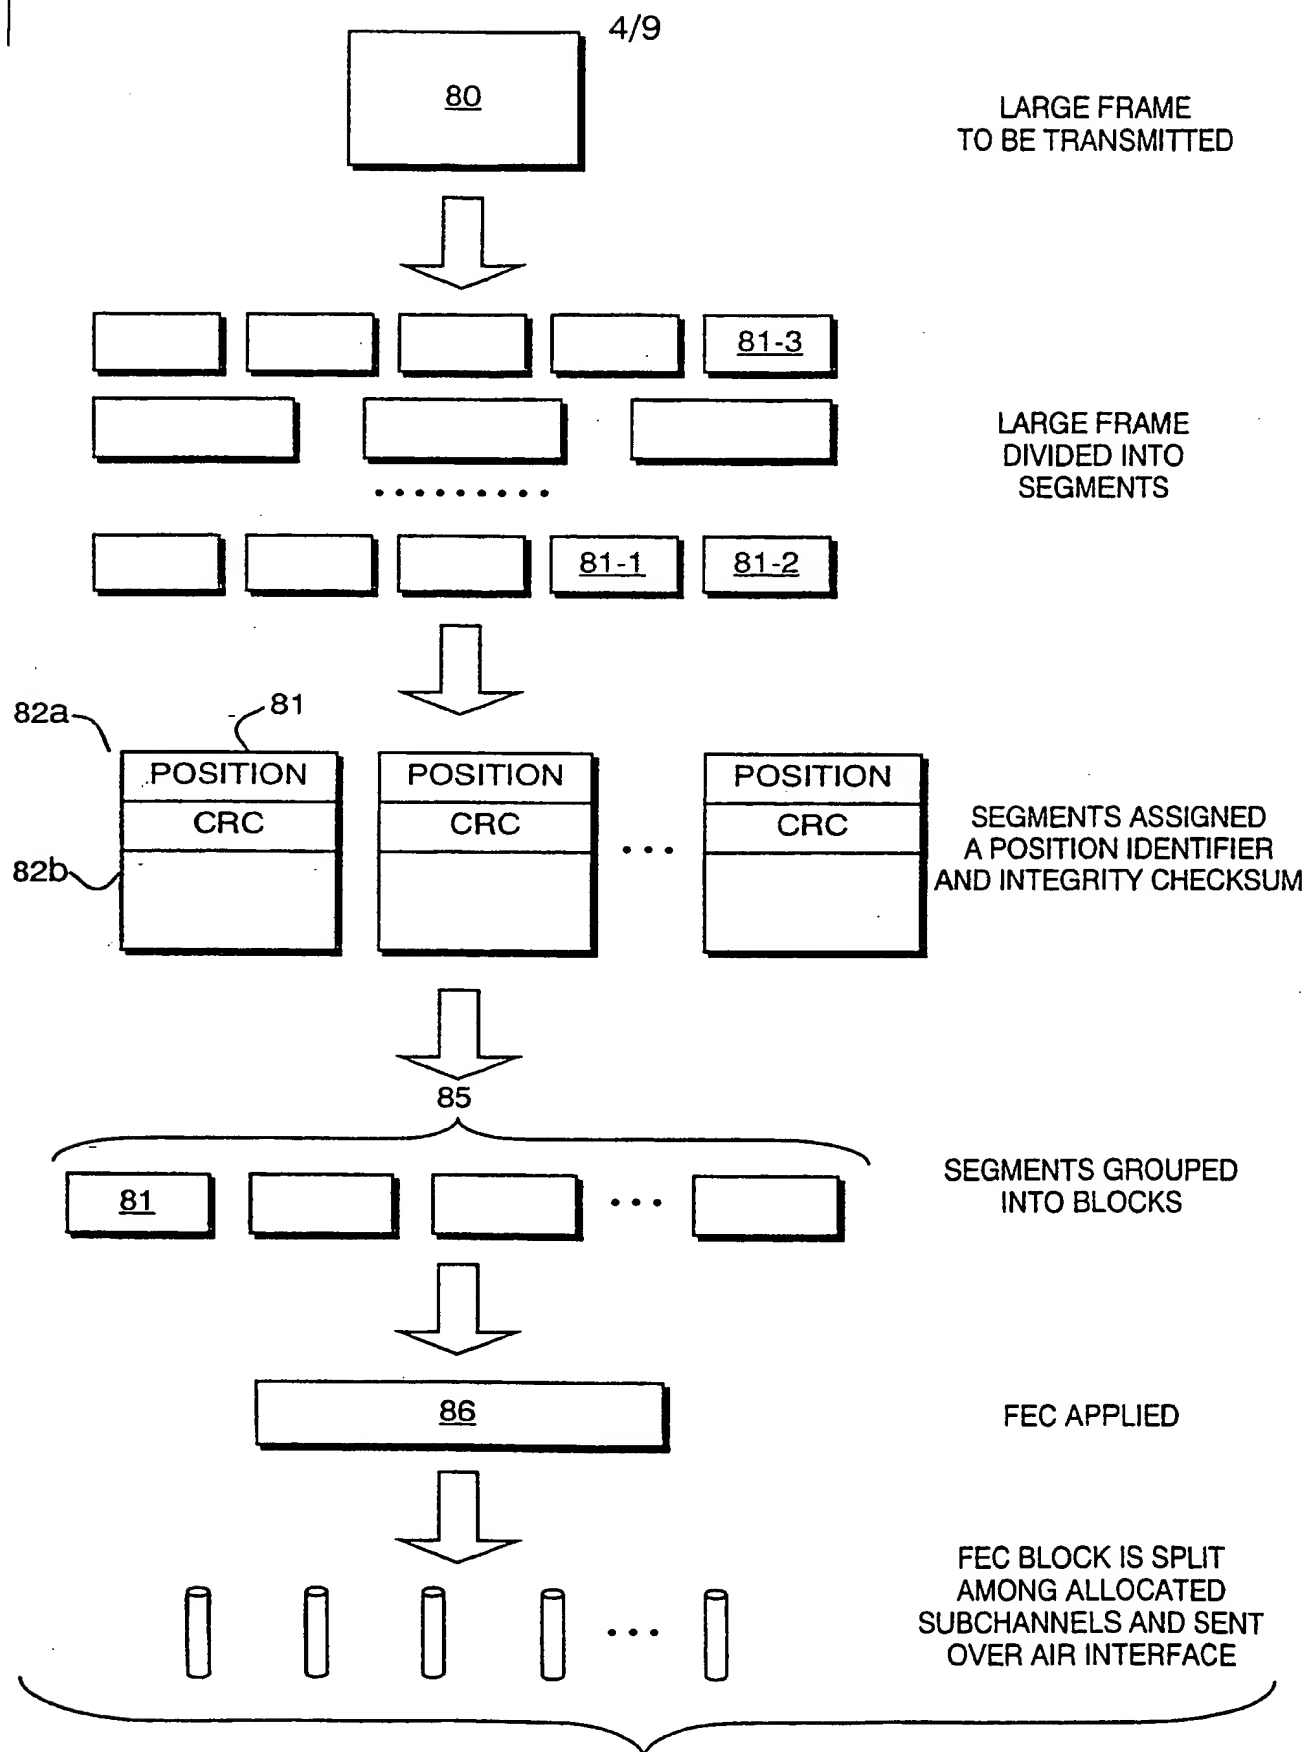 4/9
80
LARGE FRAME
TO BE TRANSMITTED
81-3
LARGE FRAME
DIVIDED INTO
SEGMENTS
81-1
81-2
82a
81
POSITION
POSITION
POSITION
CRC
CRC
CRC
82b
SEGMENTS ASSIGNED
A POSITION IDENTIFIER
AND INTEGRITY CHECKSUM
85
81
SEGMENTS GROUPED
INTO BLOCKS
86
FEC APPLIED
FEC BLOCK IS SPLIT
AMONG ALLOCATED
SUBCHANNELS AND SENT
OVER AIR INTERFACE